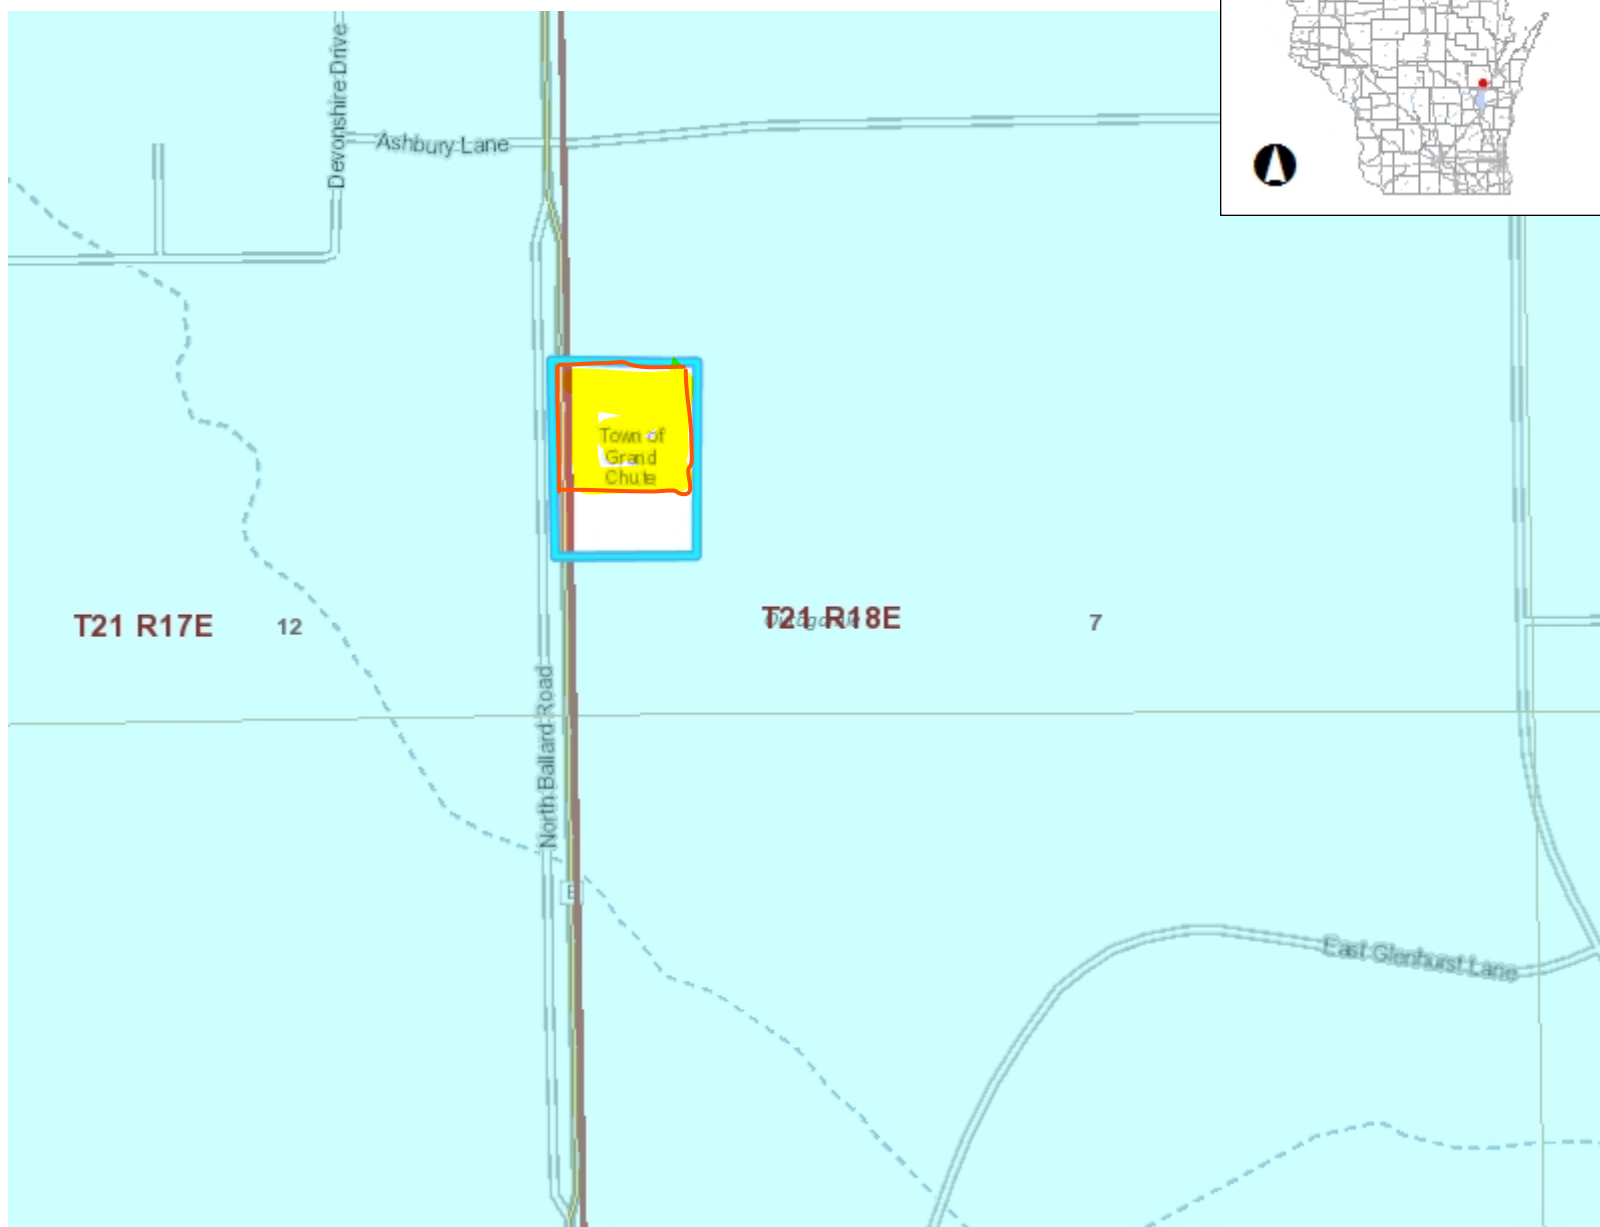 Devonshire Drive
Ashbury Lane
Town of
Grand
Chute
T21 R17E
12
T21 R18E
7
North Ballard Road
E
East Glenhurst Lane